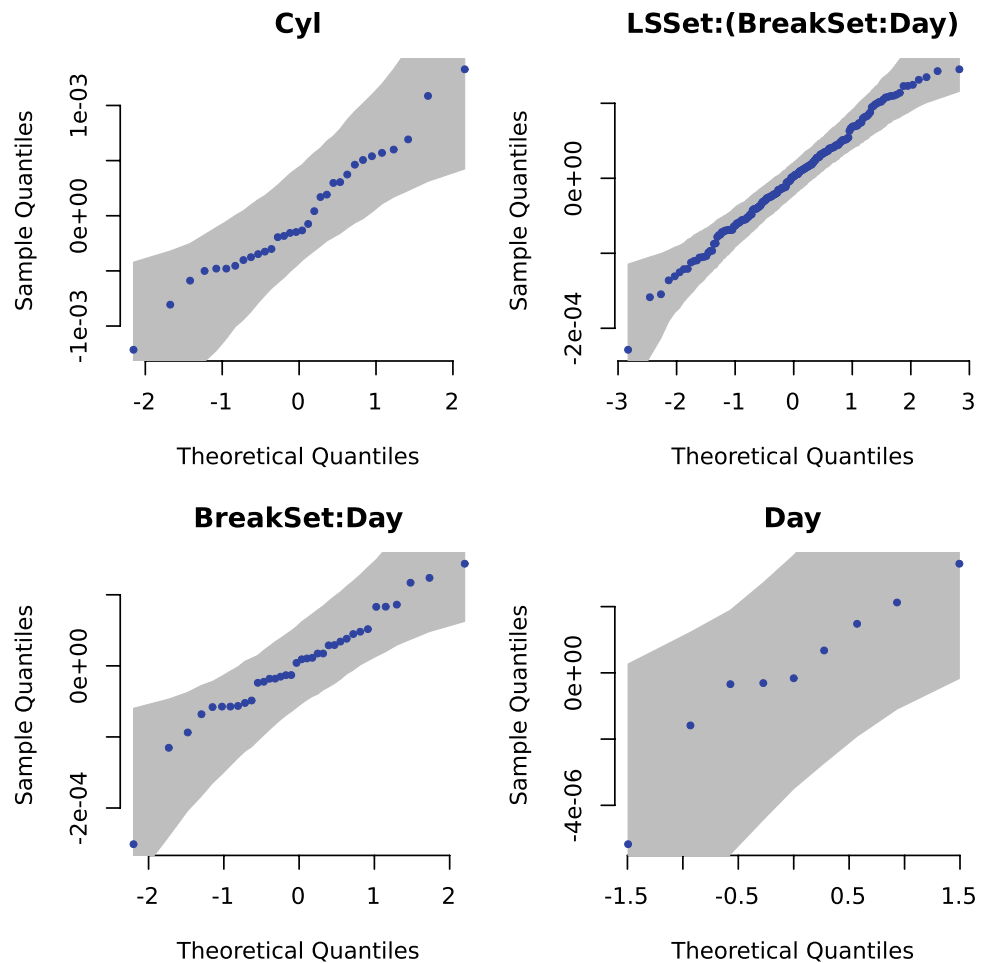 Cyl
Sample Quantiles
1e-03
0e+00
-1e-03
-2 -1 0 1 2
Theoretical Quantiles
LSSet:(BreakSet:Day)
Sample Quantiles
0e+00
-2e-04
-3 -2 -1 0 1 2 3
Theoretical Quantiles
BreakSet:Day
Sample Quantiles
0e+00
-2e-04
-2 -1 0 1 2
Theoretical Quantiles
Day
Sample Quantiles
0e+00
-4e-06
-1.5 -0.5 0.5 1.5
Theoretical Quantiles